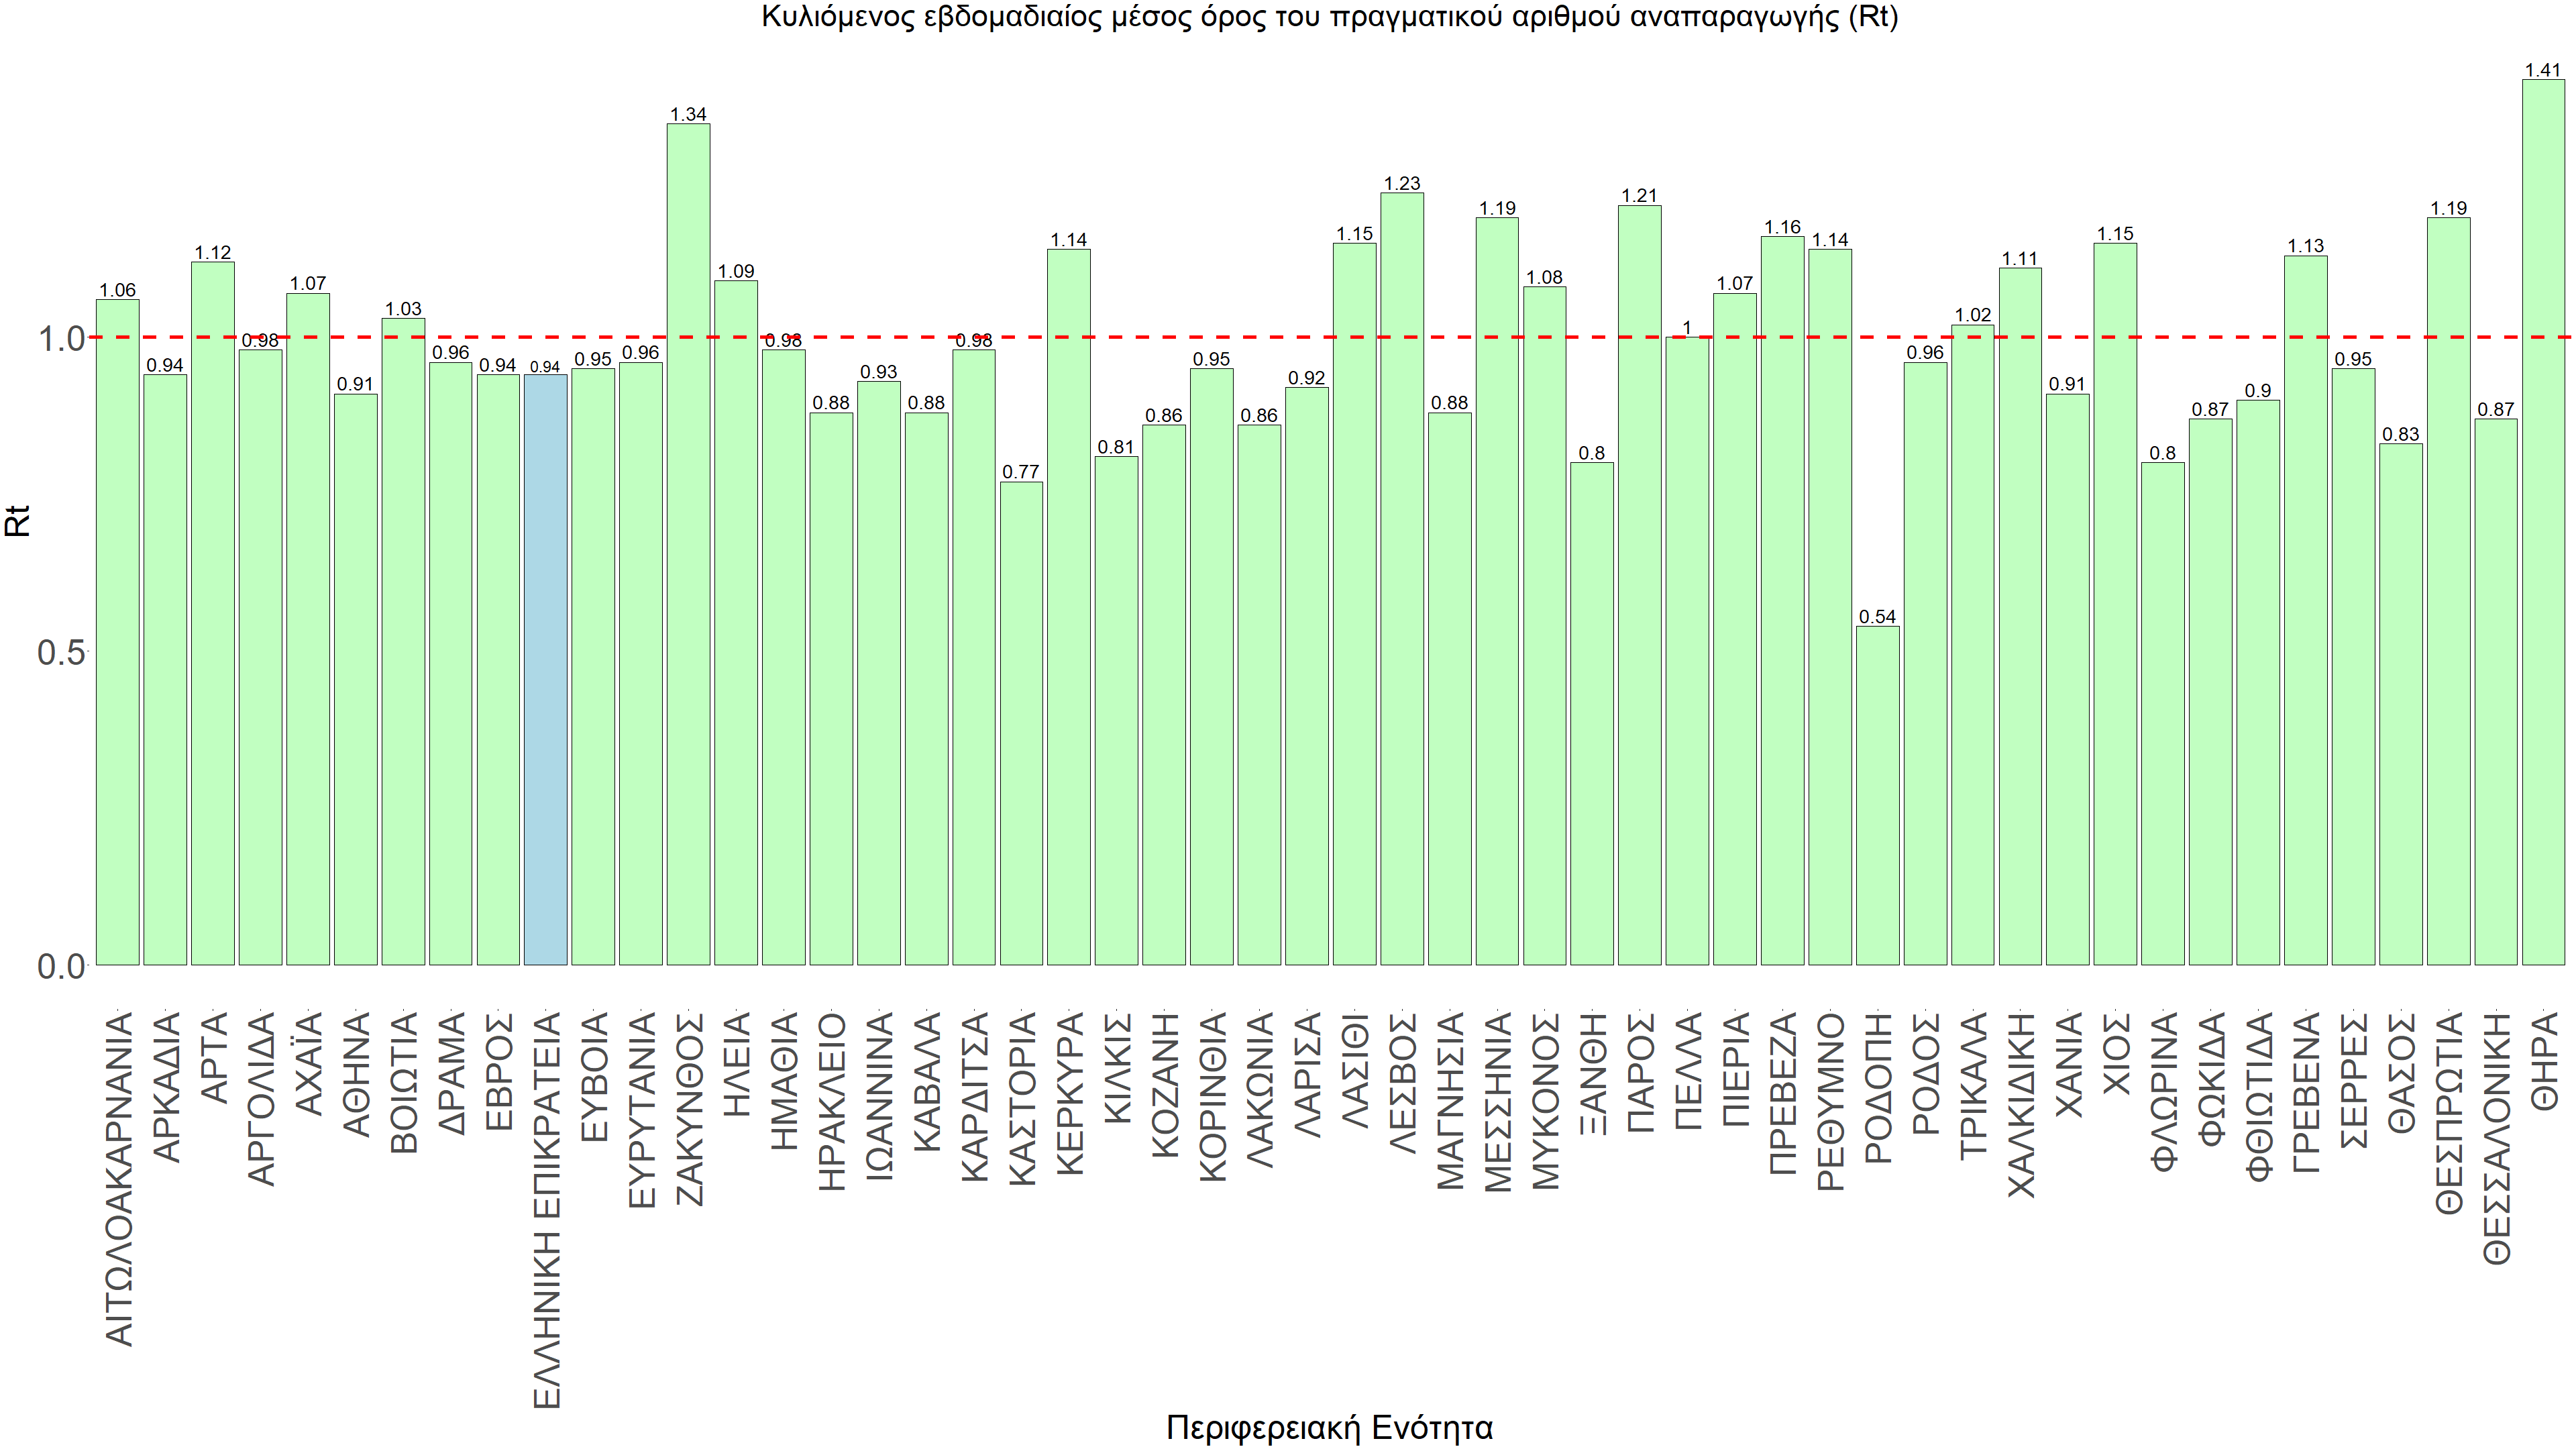 Κυλιόμενος εβδομαδιαίος μέσος όρος του πραγματικού αριθμού αναπαραγωγής (Rt)
Rt
1.0
0.5
0.0
1.06
0.94
1.12
0.98
1.07
0.91
1.03
0.96
0.94
0.94
0.95
0.96
1.34
1.09
0.98
0.88
0.93
0.88
0.98
0.77
1.14
0.81
0.86
0.95
0.86
0.92
1.15
1.23
0.88
1.19
1.08
0.8
1.21
1
1.07
1.16
1.14
0.54
0.96
1.02
1.11
0.91
1.15
0.8
0.87
0.9
1.13
0.95
0.83
1.19
0.87
1.41
ΑΙΤΩΛΟΑΚΑΡΝΑΝΙΑ
ΑΡΚΑΔΙΑ
ΑΡΤΑ
ΑΡΓΟΛΙΔΑ
ΑΧΑΪΑ
ΑΘΗΝΑ
ΒΟΙΩΤΙΑ
ΔΡΑΜΑ
ΕΒΡΟΣ
ΕΛΛΗΝΙΚΗ ΕΠΙΚΡΑΤΕΙΑ
ΕΥΒΟΙΑ
ΕΥΡΥΤΑΝΙΑ
ΖΑΚΥΝΘΟΣ
ΗΛΕΙΑ
ΗΜΑΘΙΑ
ΗΡΑΚΛΕΙΟ
ΙΩΑΝΝΙΝΑ
ΚΑΒΑΛΑ
ΚΑΡΔΙΤΣΑ
ΚΑΣΤΟΡΙΑ
ΚΕΡΚΥΡΑ
ΚΙΛΚΙΣ
ΚΟΖΑΝΗ
ΚΟΡΙΝΘΙΑ
ΛΑΚΩΝΙΑ
ΛΑΡΙΣΑ
ΛΑΣΙΘΙ
ΛΕΣΒΟΣ
ΜΑΓΝΗΣΙΑ
ΜΕΣΣΗΝΙΑ
ΜΥΚΟΝΟΣ
ΞΑΝΘΗ
ΠΑΡΟΣ
ΠΕΛΛΑ
ΠΙΕΡΙΑ
ΠΡΕΒΕΖΑ
ΡΕΘΥΜΝΟ
ΡΟΔΟΠΗ
ΡΟΔΟΣ
ΤΡΙΚΑΛΑ
ΧΑΛΚΙΔΙΚΗ
ΧΑΝΙΑ
ΧΙΟΣ
ΦΛΩΡΙΝΑ
ΦΩΚΙΔΑ
ΦΘΙΩΤΙΔΑ
ΓΡΕΒΕΝΑ
ΣΕΡΡΕΣ
ΘΑΣΟΣ
ΘΕΣΠΡΩΤΙΑ
ΘΕΣΣΑΛΟΝΙΚΗ
ΘΗΡΑ
Περιφερειακή Ενότητα